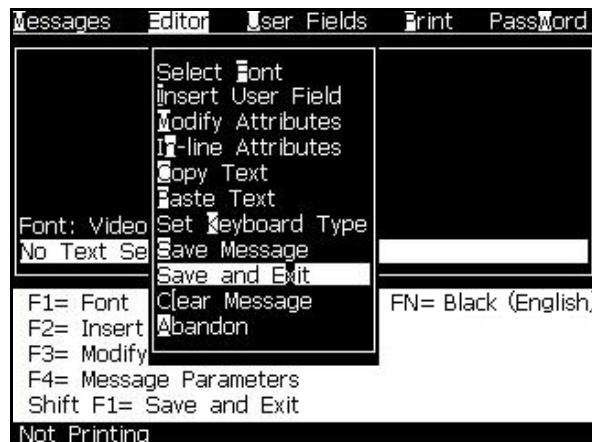 Messages Editor User Fields Print PassWord
Select Font
insert User Field
Modify Attributes
In-line Attributes
Copy Text
Paste Text
Font: Video Set Keyboard Type
No Text Se Save Message
Save and Exit
F1= Font Clear Message FN= Black (English)
F2= Insert Abandon
F3= Modify
F4= Message Parameters
Shift F1= Save and Exit
Not Printing